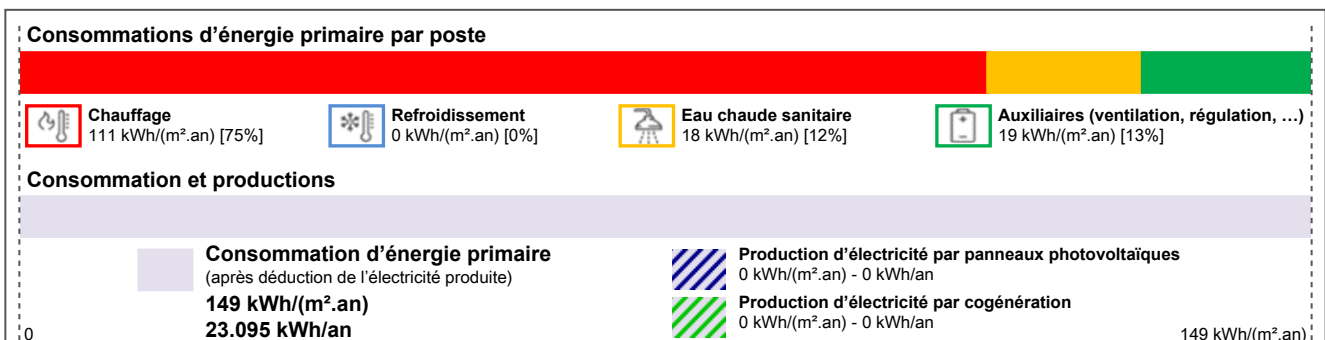 Consommations d’énergie primaire par poste
Chauffage
111 kWh/(m².an) [75%]
Refroidissement
0 kWh/(m².an) [0%]
Eau chaude sanitaire
18 kWh/(m².an) [12%]
Auxiliaires (ventilation, régulation, …)
19 kWh/(m².an) [13%]
Consommation et productions
Consommation d’énergie primaire
(après déduction de l’électricité produite)
149 kWh/(m².an)
23.095 kWh/an
Production d’électricité par panneaux photovoltaïques
0 kWh/(m².an) - 0 kWh/an
Production d’électricité par cogénération
0 kWh/(m².an) - 0 kWh/an
0
149 kWh/(m².an)